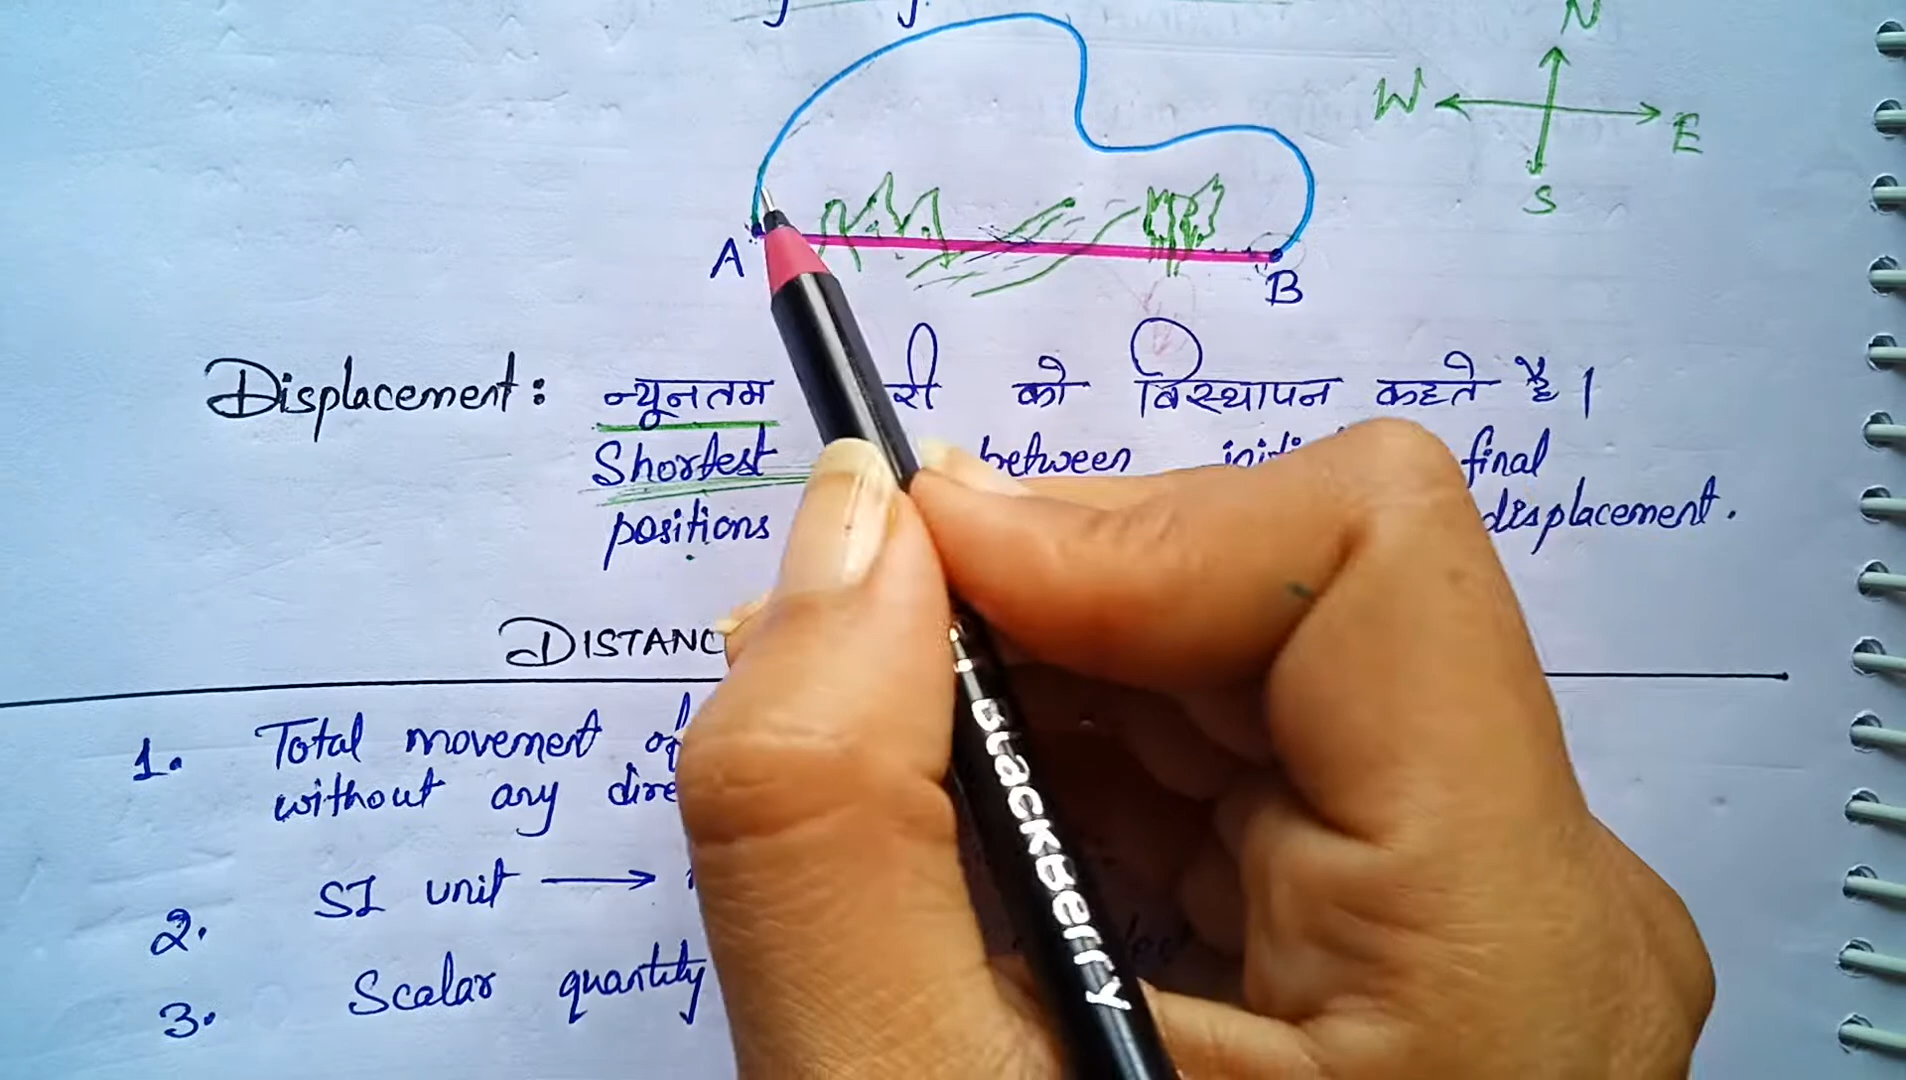 N
W
E
S
A
B
Displacement: न्यूनतम री को विस्थापन कहते है।
Shortest between final
positions displacement.
DISTANC
1. Total movement of
without any dire
2. SI unit →
3. Scalar quantity
Blackberry